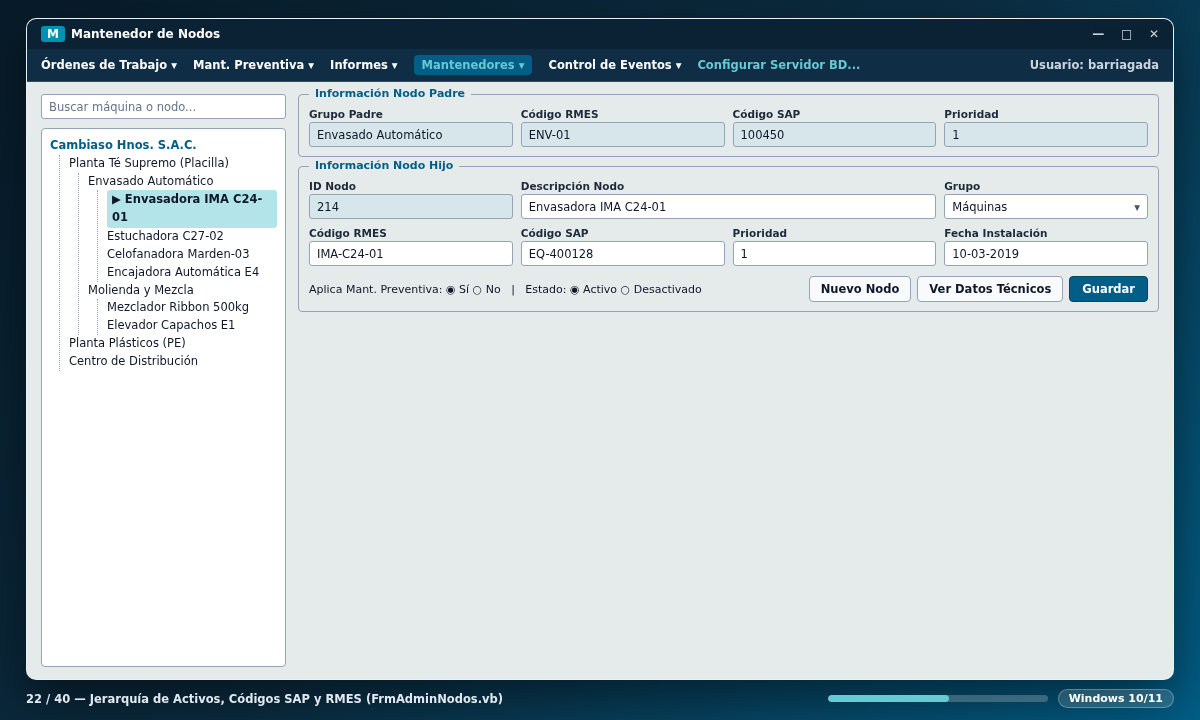 M Mantenedor de Nodos — □ ✕
Órdenes de Trabajo ▾ Mant. Preventiva ▾ Informes ▾ Mantenedores ▾ Control de Eventos ▾ Configurar Servidor BD... Usuario: barriagada
Buscar máquina o nodo...
Cambiaso Hnos. S.A.C.
Planta Té Supremo (Placilla)
Envasado Automático
▶ Envasadora IMA C24-
01
Estuchadora C27-02
Celofanadora Marden-03
Encajadora Automática E4
Molienda y Mezcla
Mezclador Ribbon 500kg
Elevador Capachos E1
Planta Plásticos (PE)
Centro de Distribución
Información Nodo Padre
Grupo Padre Código RMES Código SAP Prioridad
Envasado Automático ENV-01 100450 1
Información Nodo Hijo
ID Nodo Descripción Nodo Grupo
214 Envasadora IMA C24-01 Máquinas ▾
Código RMES Código SAP Prioridad Fecha Instalación
IMA-C24-01 EQ-400128 1 10-03-2019
Aplica Mant. Preventiva: ◉ Sí ○ No | Estado: ◉ Activo ○ Desactivado Nuevo Nodo Ver Datos Técnicos Guardar
22 / 40 — Jerarquía de Activos, Códigos SAP y RMES (FrmAdminNodos.vb) Windows 10/11